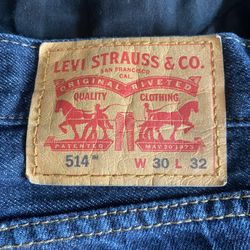 LEVI STRAUSS & CO.
SAN FRANCISCO
CAL.
ORIGINAL RIVETED
QUALITY CLOTHING
PATENTED MAY 20 1873
514™ W 30 L 32